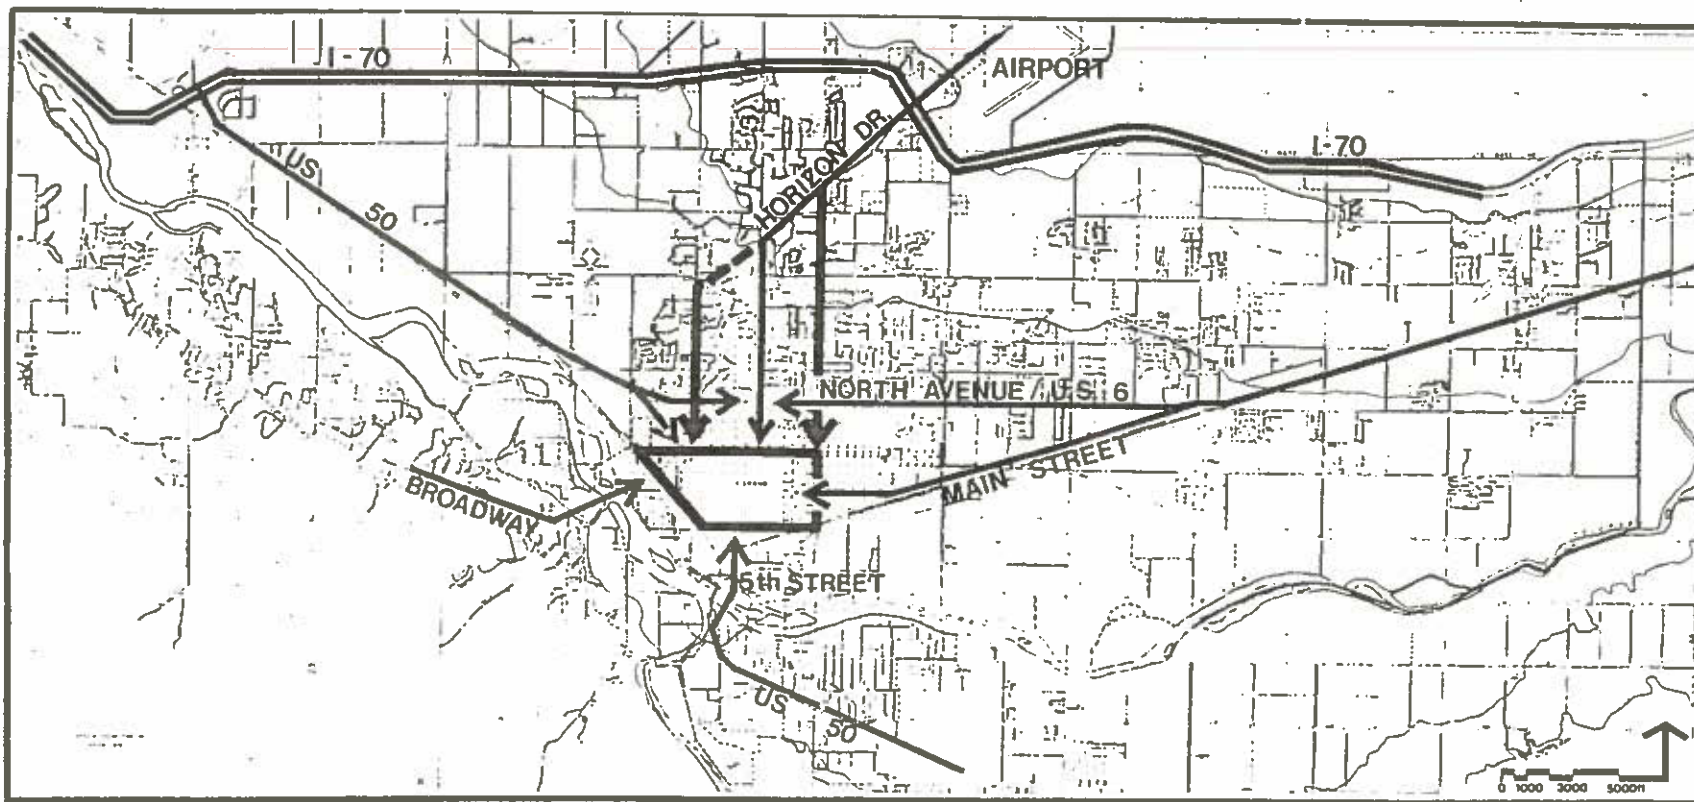 I-70
AIRPORT
HORIZON DR.
I-70
US 50
NORTH AVENUE / U.S. 6
MAIN STREET
BROADWAY
5th STREET
US 50
0 1000 3000 5000ft